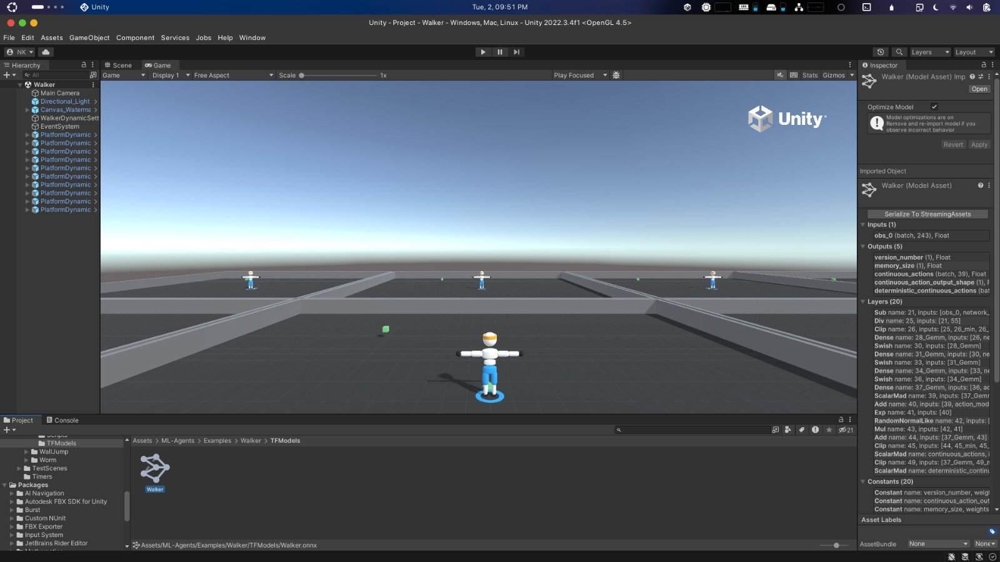 Unity
Tue, 2, 09:51 PM
Unity - Project - Walker - Windows, Mac, Linux - Unity 2022.3.4f1 <OpenGL 4.5>
File Edit Assets GameObject Component Services Jobs Help Window
NK
Layers
Layout
Hierarchy
All
Walker
Main Camera
Directional_Light
Canvas_Waterma
WalkerDynamicSett
EventSystem
PlatformDynamic
PlatformDynamic
PlatformDynamic
PlatformDynamic
PlatformDynamic
PlatformDynamic
PlatformDynamic
PlatformDynamic
PlatformDynamic
PlatformDynamic
Scene
Game
Game
Display 1
Free Aspect
Scale
1x
Play Focused
Stats
Gizmos
Unity
Inspector
Walker (Model Asset) Imp
Open
Optimize Model
Model optimizations are on
Remove and re-import model if you
observe incorrect behavior
Revert
Apply
Imported Object
Walker (Model Asset)
Serialize To StreamingAssets
Inputs (1)
obs_0 (batch, 243), Float
Outputs (5)
version_number (1), Float
memory_size (1), Float
continuous_actions (batch, 39), Float
continuous_action_output_shape (1), F
deterministic_continuous_actions (bat
Layers (20)
Sub name: 21, inputs: [obs_0, network_
Div name: 25, inputs: [21, 55]
Clip name: 26, inputs: [25, 26_min, 26_
Dense name: 28_Gemm, inputs: [26, ne
Swish name: 30, inputs: [28_Gemm]
Dense name: 31_Gemm, inputs: [30, ne
Swish name: 33, inputs: [31_Gemm]
Dense name: 34_Gemm, inputs: [33, ne
Swish name: 36, inputs: [34_Gemm]
Dense name: 37_Gemm, inputs: [36, ac
ScalarMad name: 39, inputs: [37_Gemm
Add name: 40, inputs: [39, action_mod
Exp name: 41, inputs: [40]
RandomNormalLike name: 42, inputs: [
Mul name: 43, inputs: [42, 41]
Add name: 44, inputs: [37_Gemm, 43]
Clip name: 45, inputs: [44, 45_min, 45_
ScalarMad name: continuous_actions, i
Clip name: 49, inputs: [37_Gemm, 49_m
ScalarMad name: deterministic_continu
Constants (20)
Constant name: version_number, weigh
Constant name: continuous_action_out
Constant name: memory_size, weights
Asset Labels
AssetBundle
None
None
Project
Console
21
Scripts
TFModels
WallJump
Worm
TestScenes
Timers
Packages
AI Navigation
Autodesk FBX SDK for Unity
Burst
Custom NUnit
FBX Exporter
Input System
JetBrains Rider Editor
Assets > ML-Agents > Examples > Walker > TFModels
Walker
Assets/ML-Agents/Examples/Walker/TFModels/Walker.onnx